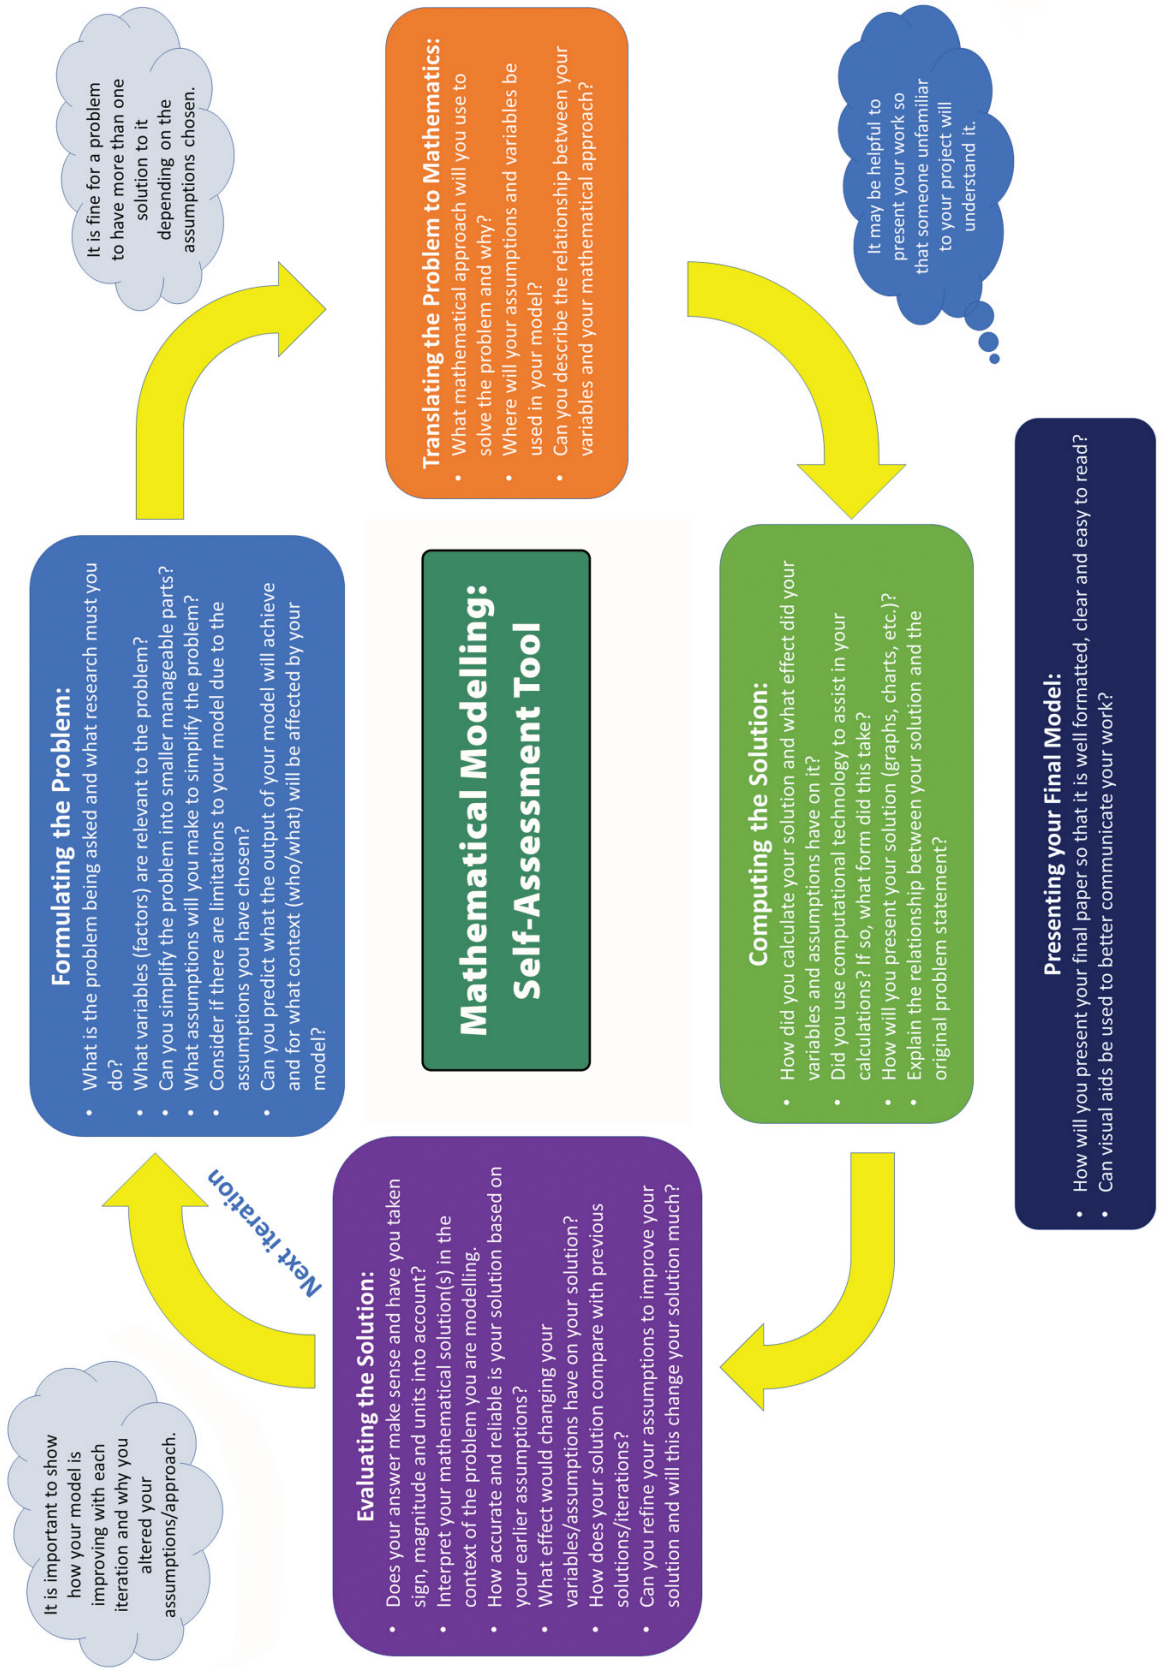 It is important to show
how your model is
improving with each
iteration and why you
altered your
assumptions/approach.
Next iteration
Formulating the Problem:
• What is the problem being asked and what research must you
do?
• What variables (factors) are relevant to the problem?
• Can you simplify the problem into smaller manageable parts?
• What assumptions will you make to simplify the problem?
• Consider if there are limitations to your model due to the
assumptions you have chosen?
• Can you predict what the output of your model will achieve
and for what context (who/what) will be affected by your
model?
It is fine for a problem
to have more than one
solution to it
depending on the
assumptions chosen.
Evaluating the Solution:
• Does your answer make sense and have you taken
sign, magnitude and units into account?
• Interpret your mathematical solution(s) in the
context of the problem you are modelling.
• How accurate and reliable is your solution based on
your earlier assumptions?
• What effect would changing your
variables/assumptions have on your solution?
• How does your solution compare with previous
solutions/iterations?
• Can you refine your assumptions to improve your
solution and will this change your solution much?
Mathematical Modelling:
Self-Assessment Tool
Translating the Problem to Mathematics:
• What mathematical approach will you use to
solve the problem and why?
• Where will your assumptions and variables be
used in your model?
• Can you describe the relationship between your
variables and your mathematical approach?
Computing the Solution:
• How did you calculate your solution and what effect did your
variables and assumptions have on it?
• Did you use computational technology to assist in your
calculations? If so, what form did this take?
• How will you present your solution (graphs, charts, etc.)?
• Explain the relationship between your solution and the
original problem statement?
It may be helpful to
present your work so
that someone unfamiliar
to your project will
understand it.
Presenting your Final Model:
• How will you present your final paper so that it is well formatted, clear and easy to read?
• Can visual aids be used to better communicate your work?